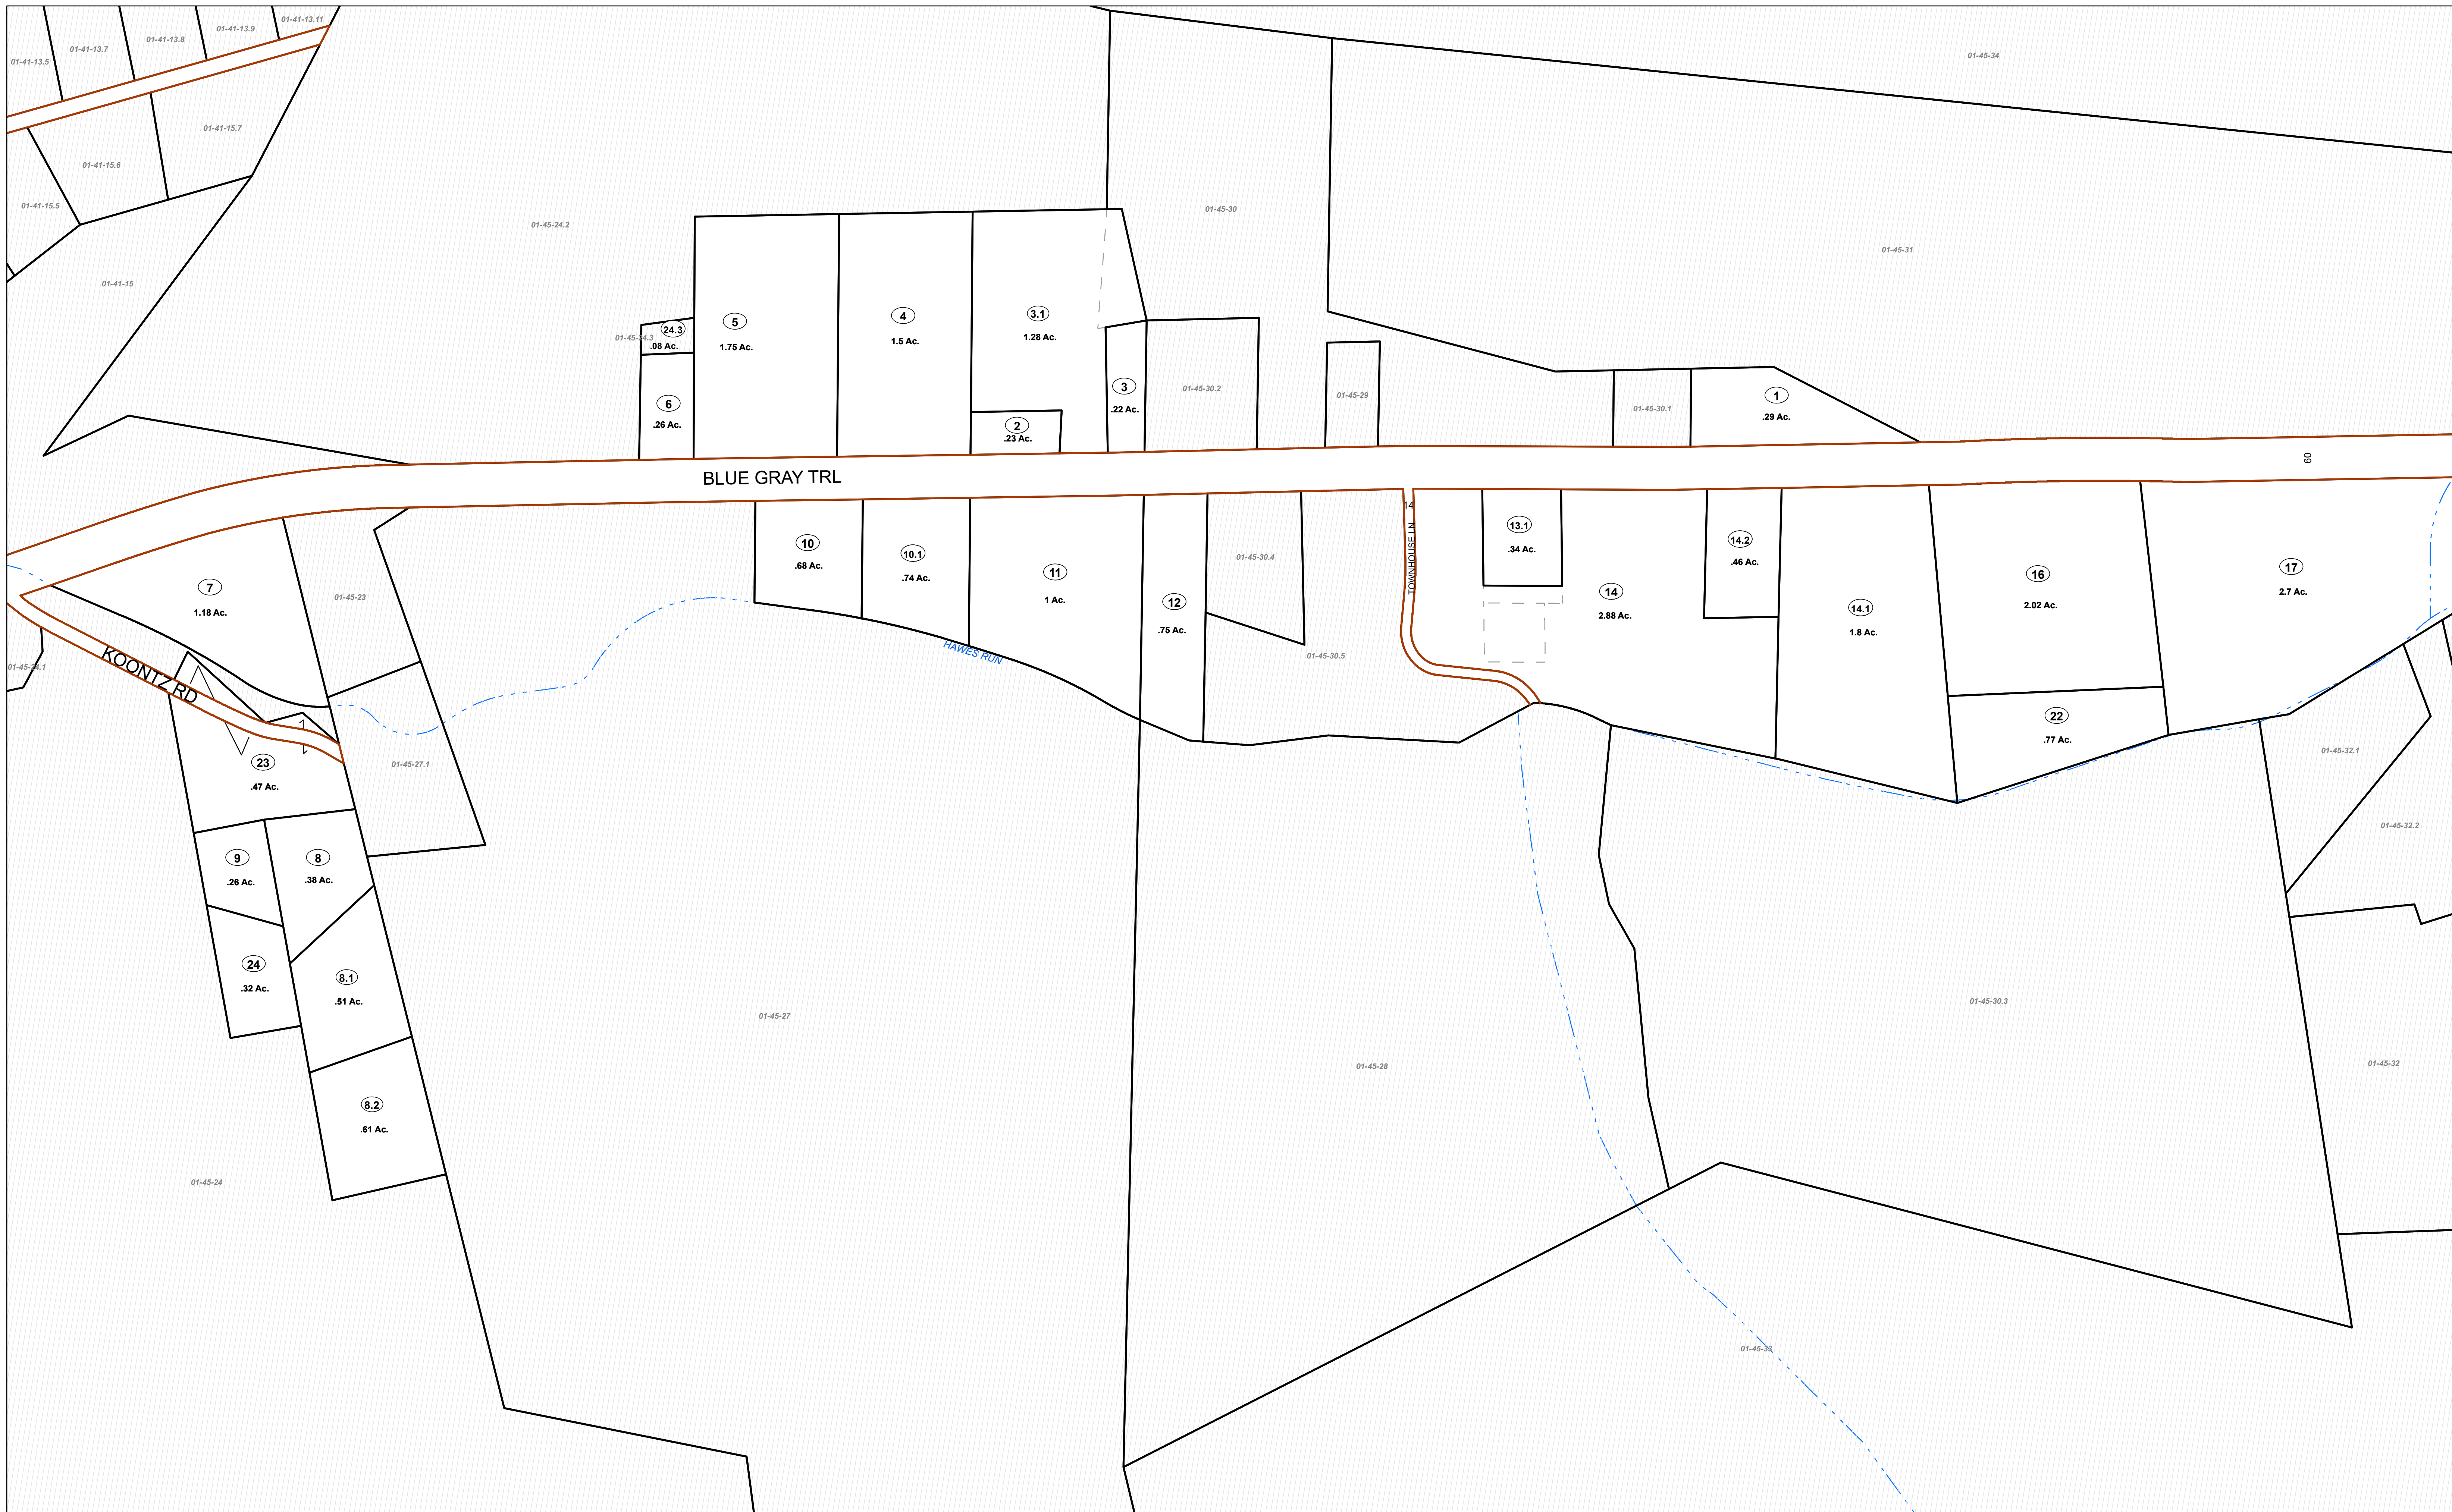 01-41-13.11
01-41-13.9
01-41-13.8
01-41-13.7
01-41-13.5
01-45-34
01-41-15.7
01-41-15.6
01-41-15.5
01-45-30
01-45-24.2
01-45-31
01-41-15
3.1
1.28 Ac.
4
1.5 Ac.
5
1.75 Ac.
24.3
.08 Ac.
3
.22 Ac.
01-45-30.2
01-45-29
1
.29 Ac.
01-45-30.1
6
.26 Ac.
2
.23 Ac.
60
BLUE GRAY TRL
14
TOWNHOUSE LN
13.1
.34 Ac.
14.2
.46 Ac.
10
.68 Ac.
10.1
.74 Ac.
01-45-30.4
11
1 Ac.
17
2.7 Ac.
16
2.02 Ac.
7
1.18 Ac.
01-45-23
14
2.88 Ac.
12
.75 Ac.
14.1
1.8 Ac.
HAWES RUN
01-45-30.5
01-45-24.1
KOONTZ RD
22
.77 Ac.
01-45-32.1
23
.47 Ac.
01-45-27.1
01-45-32.2
9
.26 Ac.
8
.38 Ac.
24
.32 Ac.
8.1
.51 Ac.
01-45-30.3
01-45-27
01-45-28
01-45-32
8.2
.61 Ac.
01-45-24
01-45-33